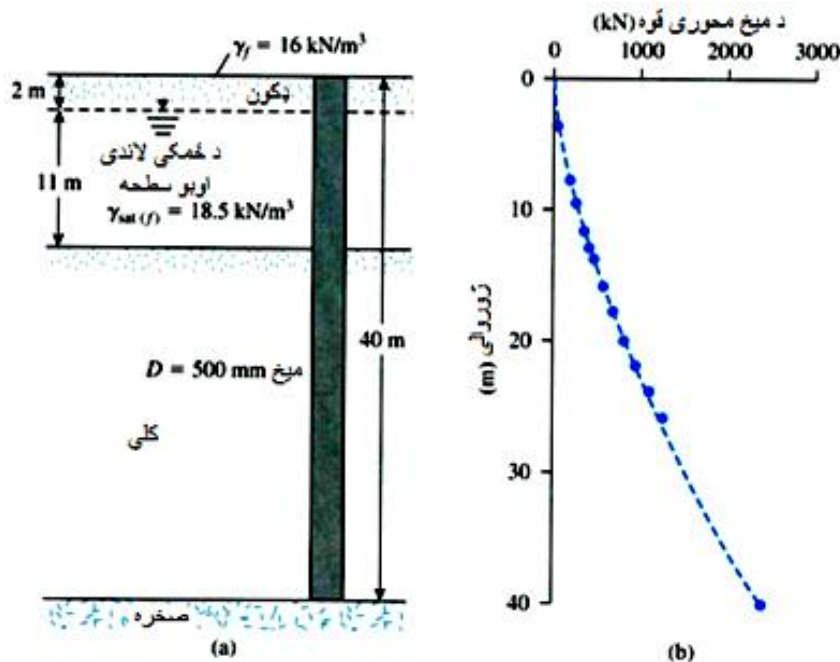 γf = 16 kN/m³
2 m
ډکون
11 m
د ځمکې لاندې
اوبو سطحه
γsat (f) = 18.5 kN/m³
40 m
D = 500 mm میخ
کلی
صخره
(a)
د میخ محوري قوه (kN)
0 1000 2000 3000
0
10
20
30
40
ژوروالی (m)
(b)